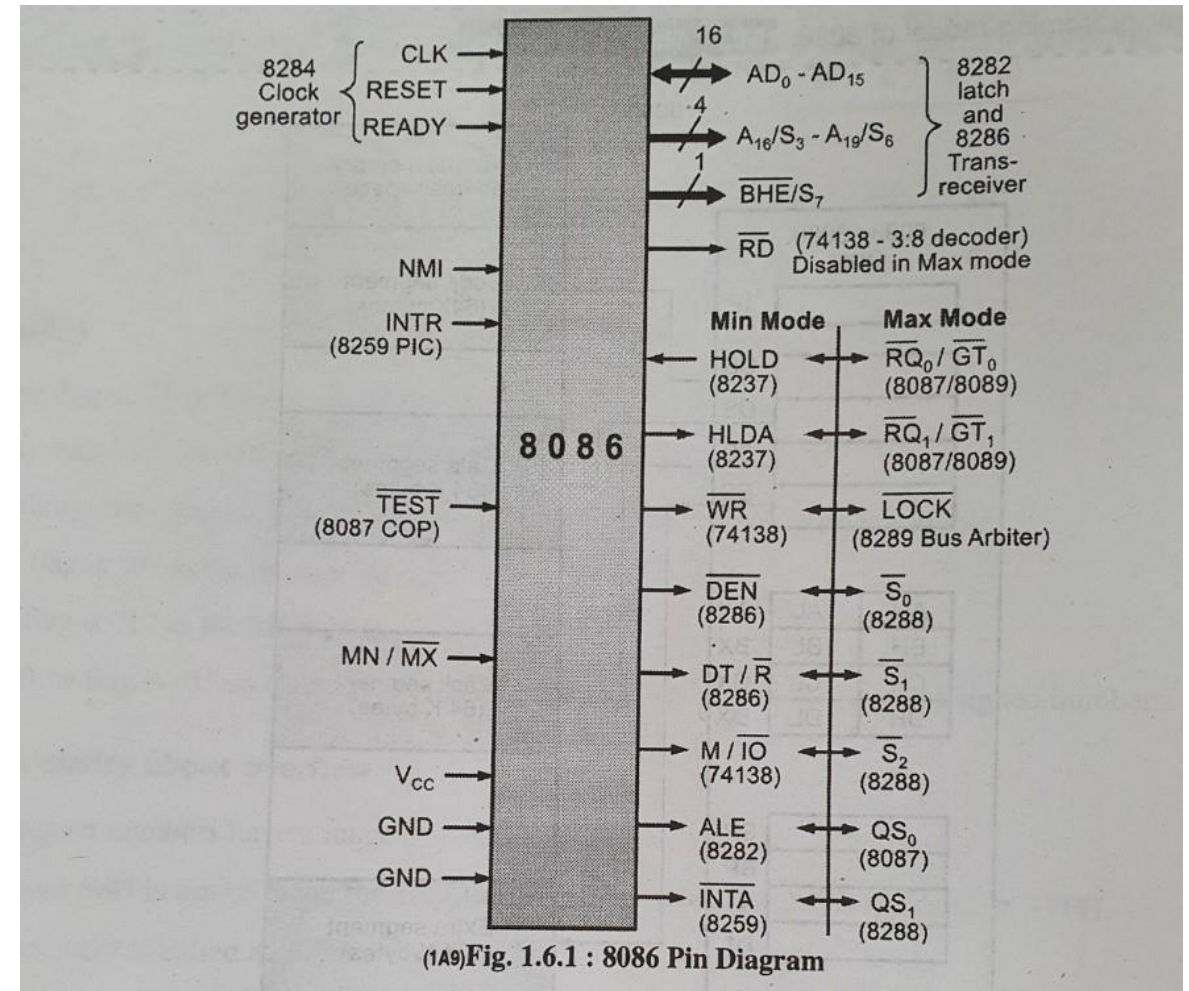 CLK
8284
Clock
generator
RESET
READY
NMI
INTR
(8259 PIC)
TEST
(8087 COP)
MN / MX
VCC
GND
GND
8086
16
AD0 - AD15
4
A16/S3 - A19/S6
1
BHE/S7
8282
latch
and
8286
Trans-
receiver
RD (74138 - 3:8 decoder)
Disabled in Max mode
Min Mode Max Mode
HOLD RQ0 / GT0
(8237) (8087/8089)
HLDA RQ1 / GT1
(8237) (8087/8089)
WR LOCK
(74138) (8289 Bus Arbiter)
DEN S0
(8286) (8288)
DT / R S1
(8286) (8288)
M / IO S2
(74138) (8288)
ALE QS0
(8282) (8087)
INTA QS1
(8259) (8288)
(1A9)Fig. 1.6.1 : 8086 Pin Diagram